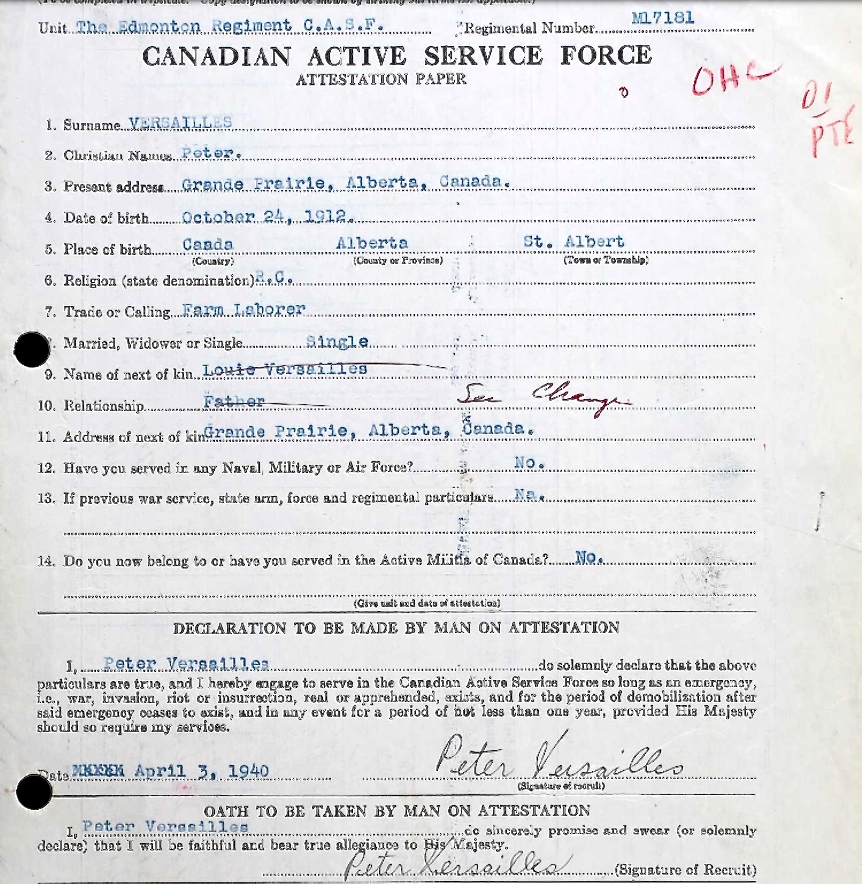 Unit The Edmonton Regiment C.A.S.F. Regimental Number M17181
CANADIAN ACTIVE SERVICE FORCE
ATTESTATION PAPER
OHC
D1
PTE
1. Surname VERSAILLES
2. Christian Names Peter.
3. Present address Grande Prairie, Alberta, Canada.
4. Date of birth October 24, 1912.
5. Place of birth Caada Alberta St. Albert
(Country) (County or Province) (Town or Township)
6. Religion (state denomination) R.C.
7. Trade or Calling Farm Laborer
. Married, Widower or Single Single
9. Name of next of kin Louie Versailles
10. Relationship Father See Change
11. Address of next of kin Grande Prairie, Alberta, Canada.
12. Have you served in any Naval, Military or Air Force? No.
13. If previous war service, state arm, force and regimental particulars Na.
14. Do you now belong to or have you served in the Active Militia of Canada? No.
(Give unit and date of attestation)
DECLARATION TO BE MADE BY MAN ON ATTESTATION
I, Peter Versailles do solemnly declare that the above
particulars are true, and I hereby engage to serve in the Canadian Active Service Force so long as an emergency,
i.e., war, invasion, riot or insurrection, real or apprehended, exists, and for the period of demobilization after
said emergency ceases to exist, and in any event for a period of not less than one year, provided His Majesty
should so require my services.
Peter Versailles
Date April 3, 1940
(Signature of recruit)
OATH TO BE TAKEN BY MAN ON ATTESTATION
I, Peter Versailles do sincerely promise and swear (or solemnly
declare) that I will be faithful and bear true allegiance to His Majesty.
Peter Versailles (Signature of Recruit)